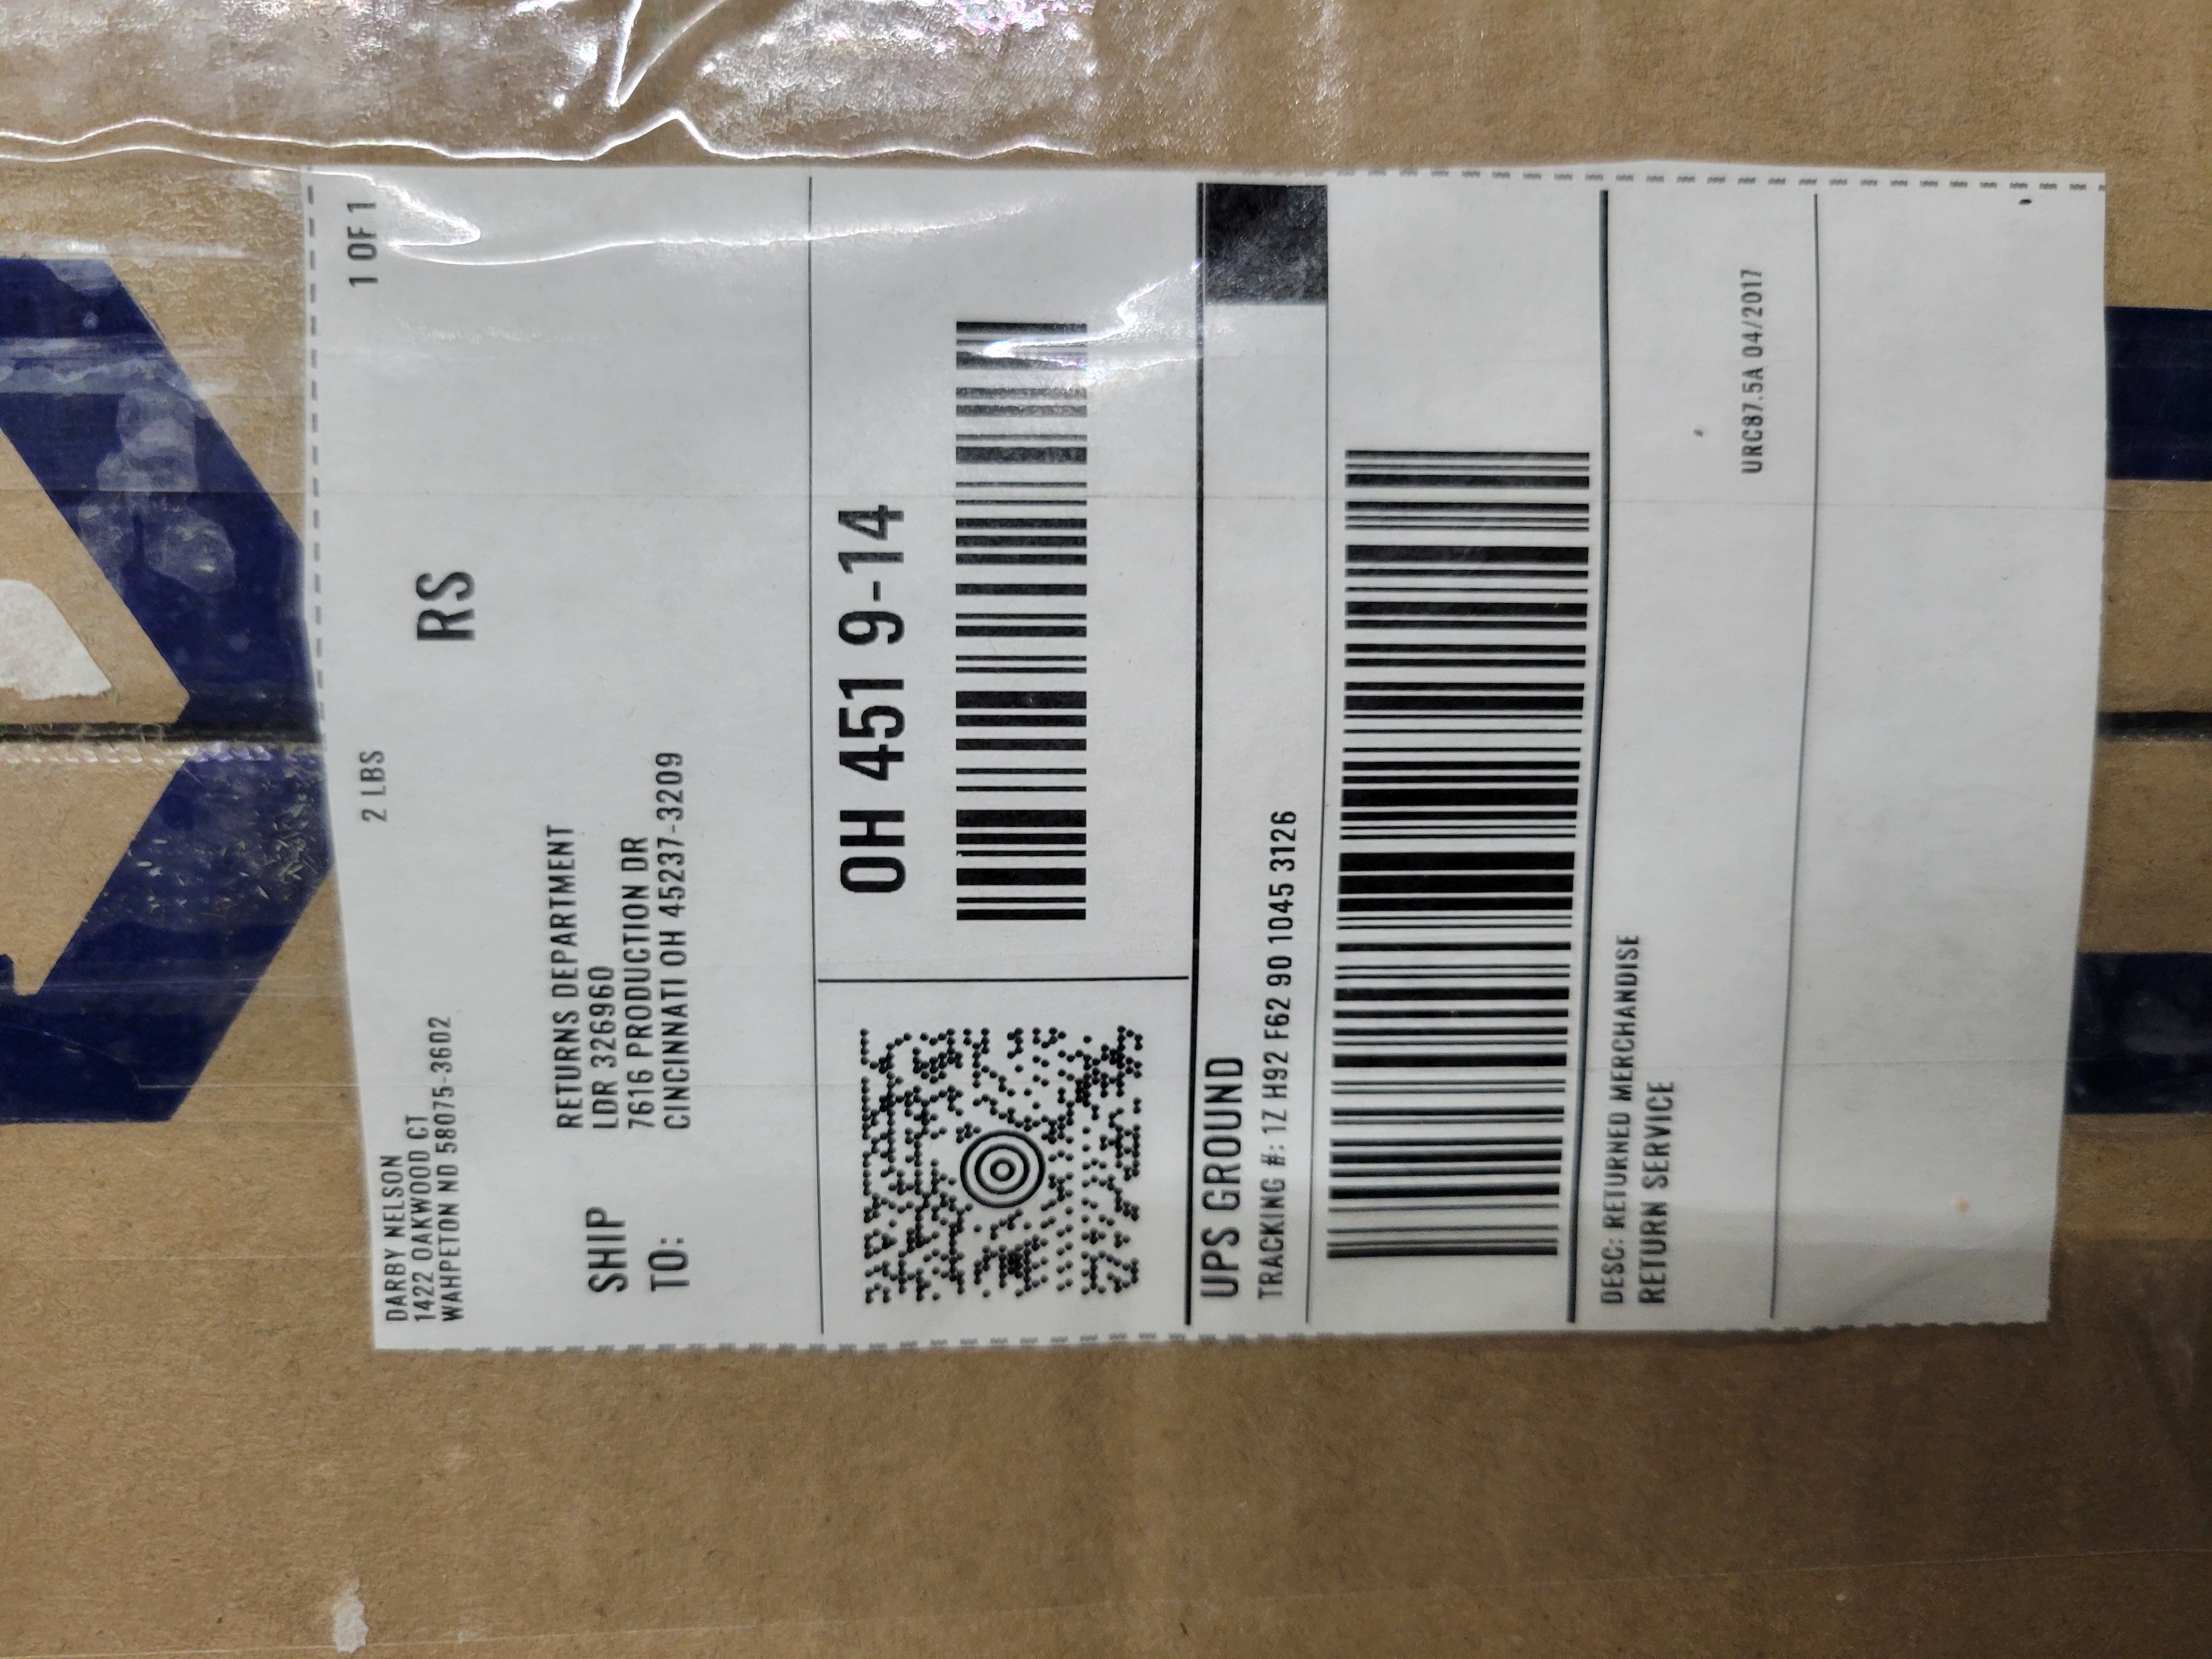 DARBY NELSON
1422 OAKWOOD CT
WAHPETON ND 58075-3602
2 LBS
1 OF 1
RS
SHIP
TO:
RETURNS DEPARTMENT
LDR 326960
7616 PRODUCTION DR
CINCINNATI OH 45237-3209
OH 451 9-14
UPS GROUND
TRACKING #: 1Z H92 F62 90 1045 3126
DESC: RETURNED MERCHANDISE
RETURN SERVICE
URC87.5A 04/2017